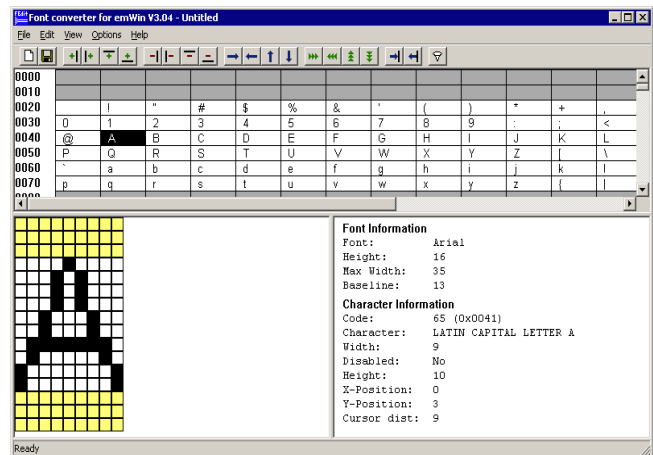 Font converter for emWin V3.04 - Untitled
File Edit View Options Help
0000
0010
0020 ! " # $ % & ' ( ) * + ,
0030 0 1 2 3 4 5 6 7 8 9 : ; <
0040 @ A B C D E F G H I J K L
0050 P Q R S T U V W X Y Z [ \
0060 ` a b c d e f g h i j k l
0070 p q r s t u v w x y z { |
Font Information
Font: Arial
Height: 16
Max Width: 35
Baseline: 13
Character Information
Code: 65 (0x0041)
Character: LATIN CAPITAL LETTER A
Width: 9
Disabled: No
Height: 10
X-Position: 0
Y-Position: 3
Cursor dist: 9
Ready